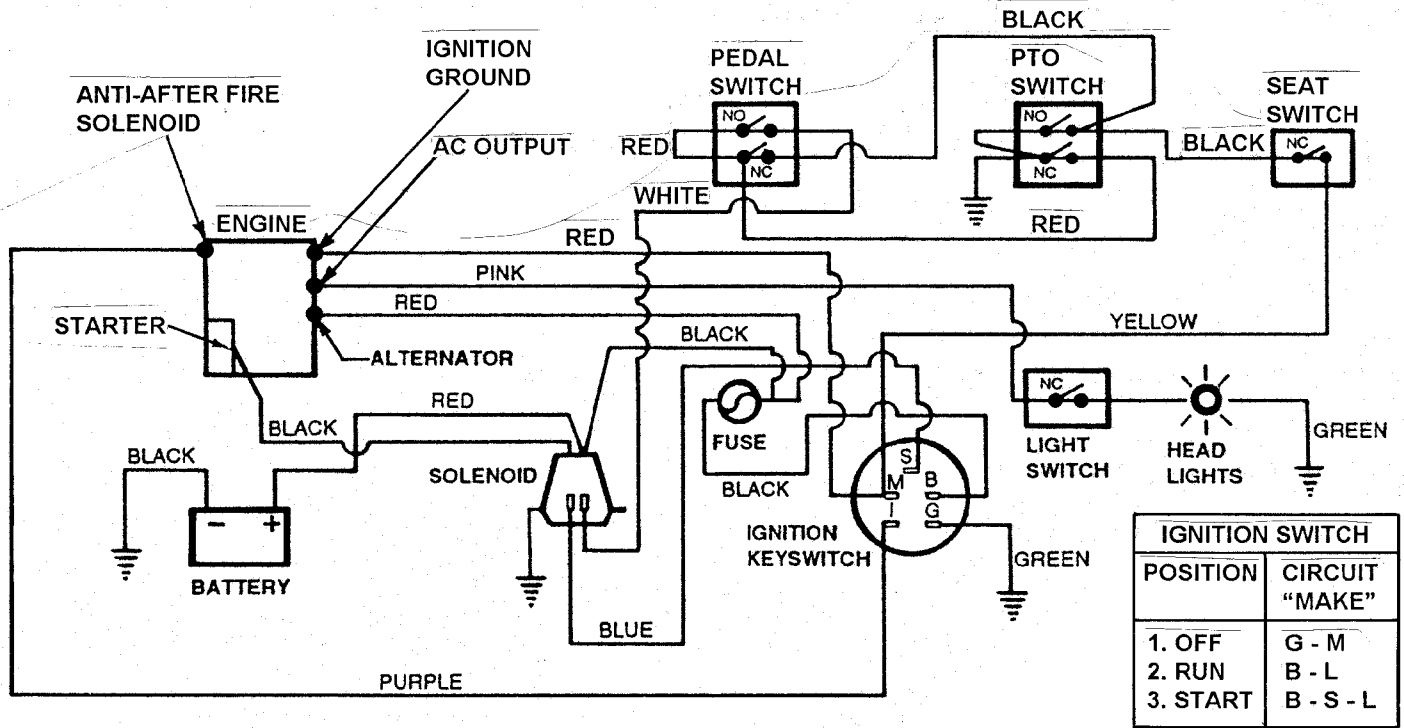 BLACK
IGNITION
GROUND
PEDAL
SWITCH
PTO
SWITCH
SEAT
SWITCH
ANTI-AFTER FIRE
SOLENOID
NO
NO
AC OUTPUT
RED
BLACK
NC
NC
NC
WHITE
ENGINE
RED
RED
PINK
RED
BLACK
YELLOW
STARTER
ALTERNATOR
NC
RED
BLACK
FUSE
LIGHT
SWITCH
HEAD
LIGHTS
GREEN
BLACK
SOLENOID
BLACK
S
M
B
I
G
- +
IGNITION
KEYSWITCH
GREEN
BATTERY
BLUE
PURPLE
IGNITION SWITCH
POSITION CIRCUIT
"MAKE"
1. OFF G - M
2. RUN B - L
3. START B - S - L